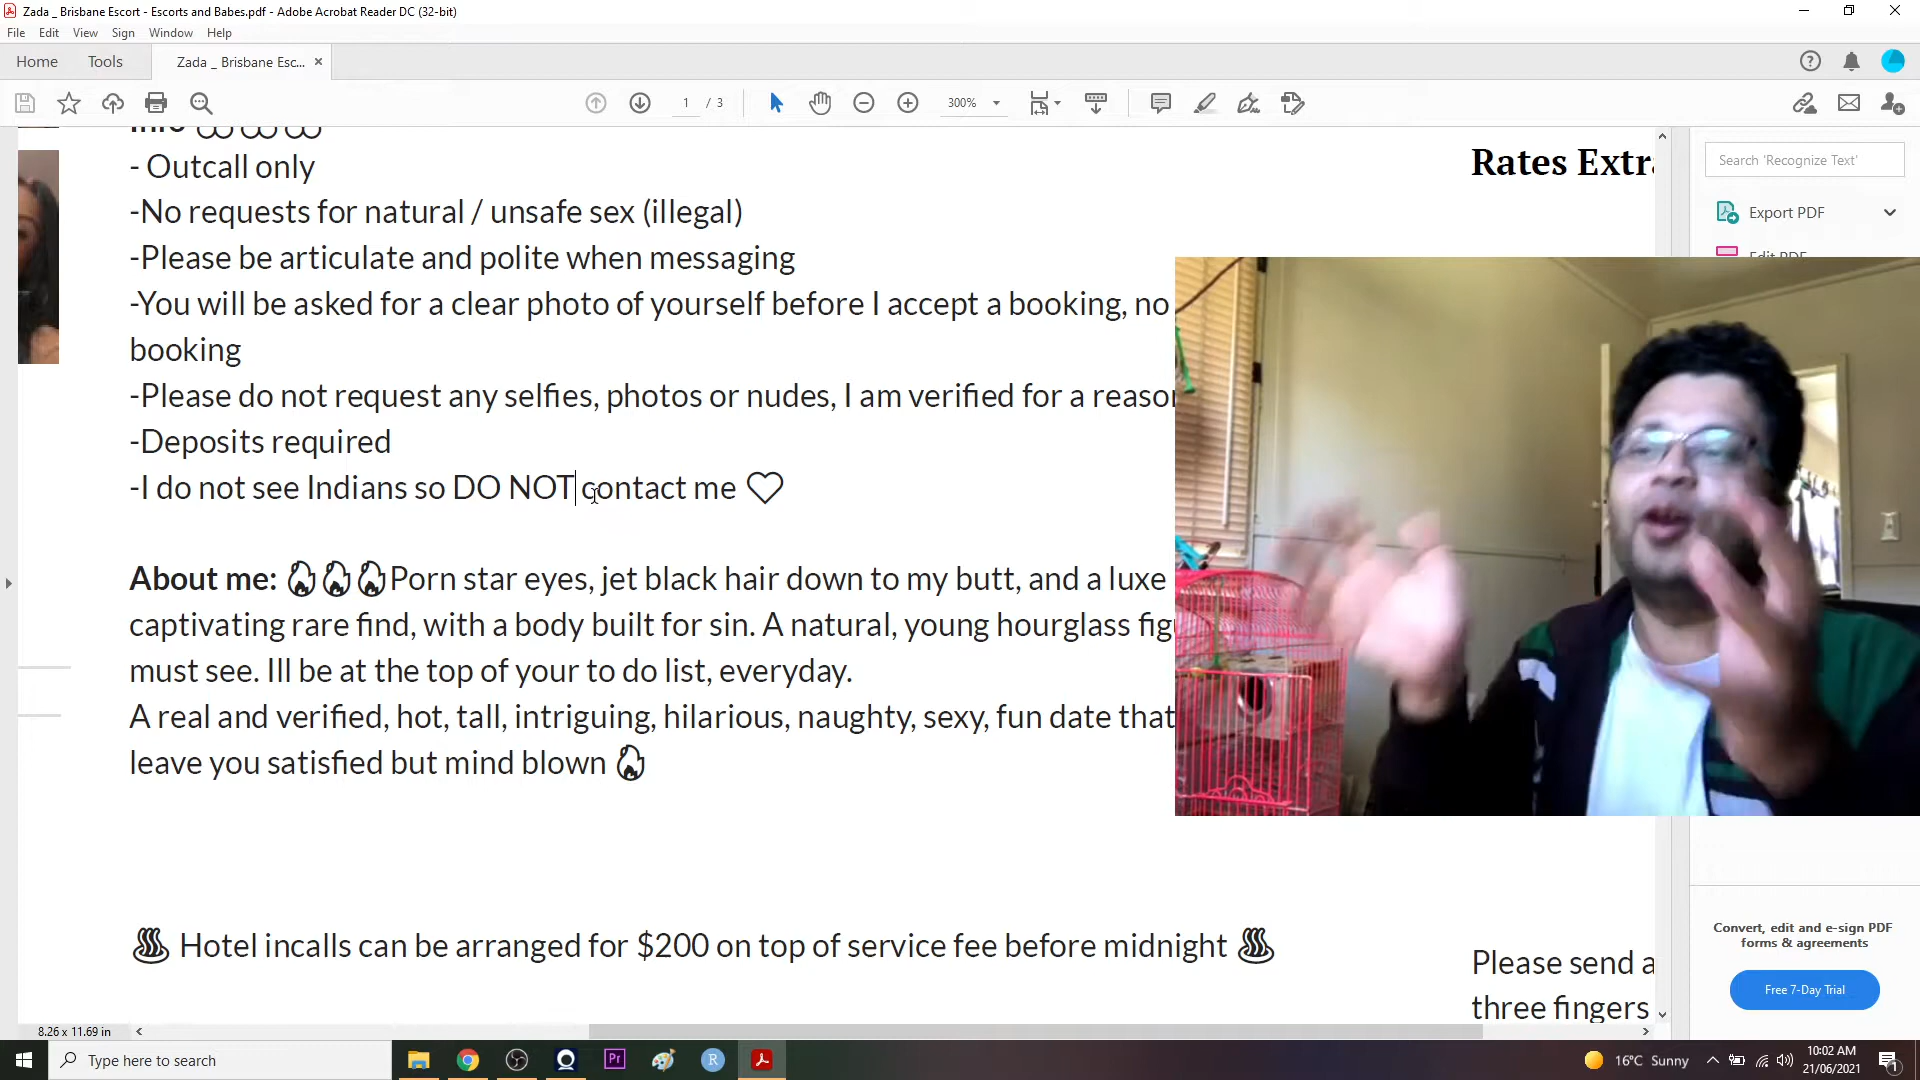 Zada _ Brisbane Escort - Escorts and Babes.pdf - Adobe Acrobat Reader DC (32-bit)
File Edit View Sign Window Help
Home Tools Zada _ Brisbane Esc...
1 / 3 300%
Search 'Recognize Text'
Export PDF
Edit PDF
Info
- Outcall only
-No requests for natural / unsafe sex (illegal)
-Please be articulate and polite when messaging
-You will be asked for a clear photo of yourself before I accept a booking, no
booking
-Please do not request any selfies, photos or nudes, I am verified for a reason
-Deposits required
-I do not see Indians so DO NOT contact me ♡
About me: 🔥🔥🔥Porn star eyes, jet black hair down to my butt, and a luxe
captivating rare find, with a body built for sin. A natural, young hourglass fig
must see. Ill be at the top of your to do list, everyday.
A real and verified, hot, tall, intriguing, hilarious, naughty, sexy, fun date that
leave you satisfied but mind blown 🔥
♨ Hotel incalls can be arranged for $200 on top of service fee before midnight ♨
Rates Extra
Please send a
three fingers
Convert, edit and e-sign PDF
forms & agreements
Free 7-Day Trial
8.26 x 11.69 in
Type here to search
Pr
R
16°C Sunny
10:02 AM
21/06/2021
1